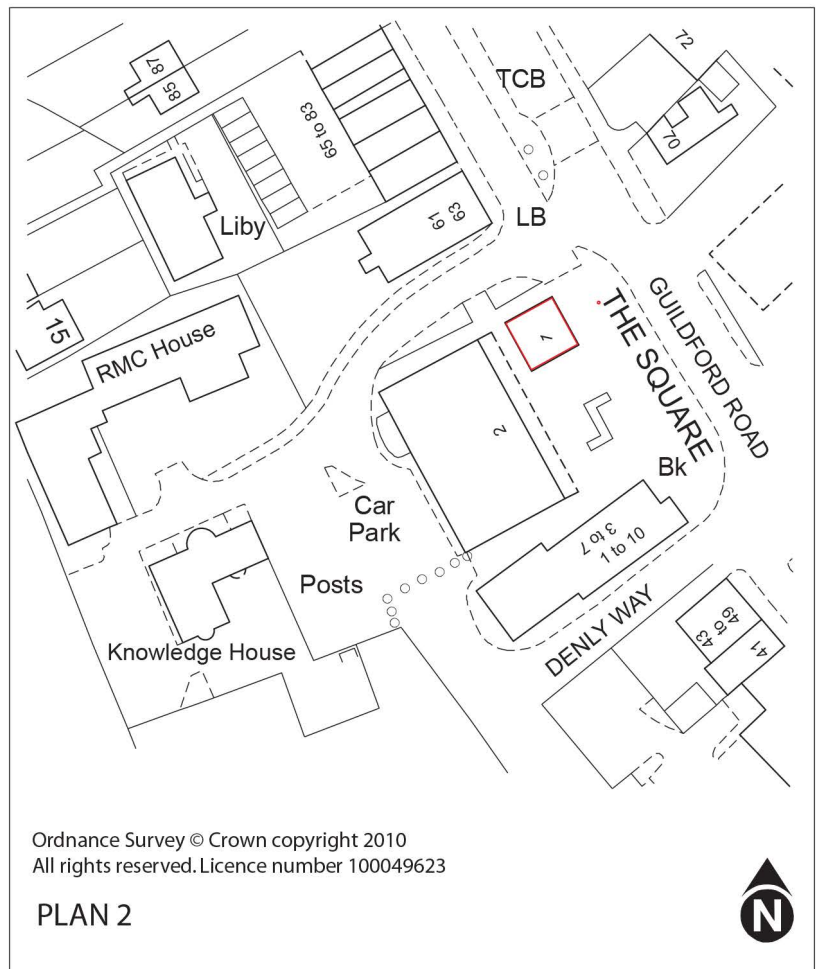 72
TCB
87
85
65 to 83
70
63
61
LB
Liby
15
RMC House
GUILDFORD ROAD
THE SQUARE
1
2
Bk
Car
Park
3 to 7
1 to 10
Posts
DENLY WAY
43
to
49
41
Knowledge House
Ordnance Survey © Crown copyright 2010
All rights reserved. Licence number 100049623
PLAN 2
N